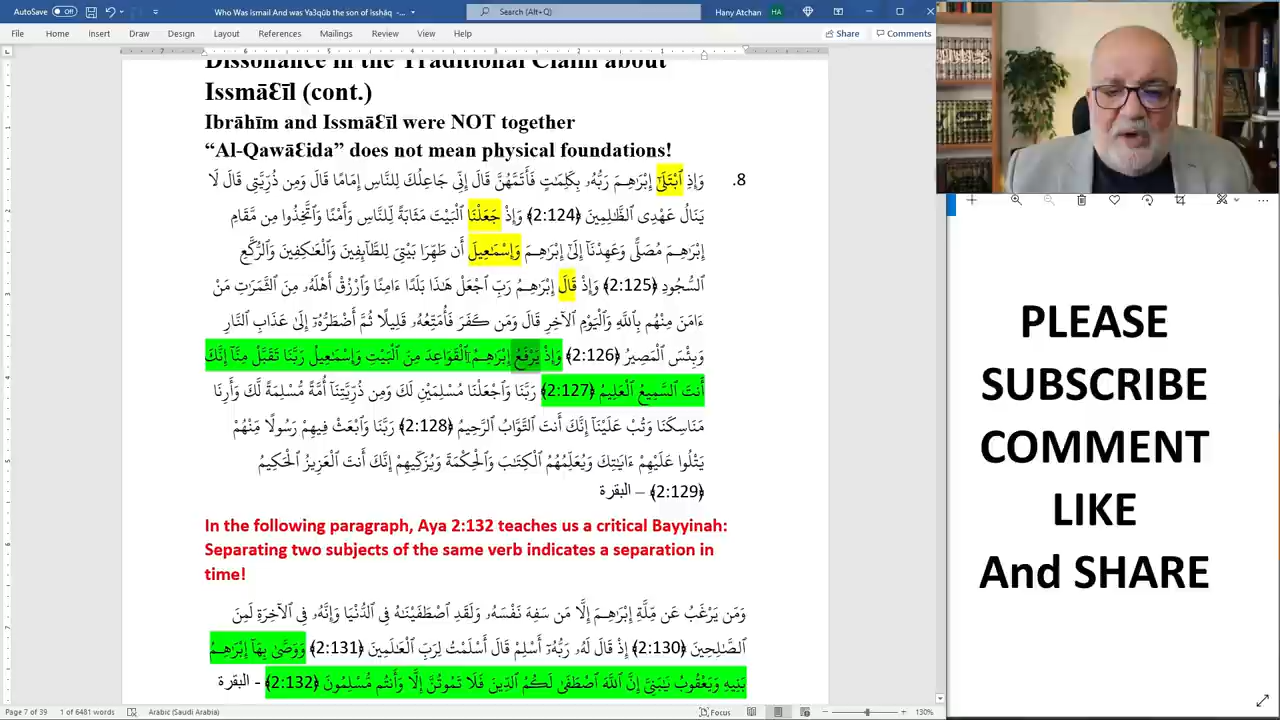 Who Was Ismail And was Yaʒqūb the son of Isshāq -...
Search (Alt+Q)
Hany Atchan
HA
File Home Insert Draw Design Layout References Mailings Review View Help
Share
Comments
Dissonance in the Traditional Claim about
IssmāƐīl (cont.)
Ibrāhīm and IssmāƐīl were NOT together
“Al-QawāƐida” does not mean physical foundations!
8. وَإِذِ ٱبْتَلَىٰٓ إِبْرَٰهِـۧمَ رَبُّهُۥ بِكَلِمَـٰتٍ فَأَتَمَّهُنَّ قَالَ إِنِّى جَاعِلُكَ لِلنَّاسِ إِمَامًا قَالَ وَمِن ذُرِّيَّتِى قَالَ لَا
يَنَالُ عَهْدِى ٱلظَّـٰلِمِينَ ﴿2:124﴾ وَإِذْ جَعَلْنَا ٱلْبَيْتَ مَثَابَةً لِّلنَّاسِ وَأَمْنًا وَٱتَّخِذُوا مِن مَّقَامِ
إِبْرَٰهِـۧمَ مُصَلًّى وَعَهِدْنَآ إِلَىٰٓ إِبْرَٰهِـۧمَ وَإِسْمَـٰعِيلَ أَن طَهِّرَا بَيْتِىَ لِلطَّآئِفِينَ وَٱلْعَـٰكِفِينَ وَٱلرُّكَّعِ
ٱلسُّجُودِ ﴿2:125﴾ وَإِذْ قَالَ إِبْرَٰهِـۧمُ رَبِّ ٱجْعَلْ هَـٰذَا بَلَدًا ءَامِنًا وَٱرْزُقْ أَهْلَهُۥ مِنَ ٱلثَّمَرَٰتِ مَنْ
ءَامَنَ مِنْهُم بِٱللَّهِ وَٱلْيَوْمِ ٱلْـَٔاخِرِ قَالَ وَمَن كَفَرَ فَأُمَتِّعُهُۥ قَلِيلًا ثُمَّ أَضْطَرُّهُۥٓ إِلَىٰ عَذَابِ ٱلنَّارِ
وَبِئْسَ ٱلْمَصِيرُ ﴿2:126﴾ وَإِذْ يَرْفَعُ إِبْرَٰهِـۧمُ ٱلْقَوَاعِدَ مِنَ ٱلْبَيْتِ وَإِسْمَـٰعِيلُ رَبَّنَا تَقَبَّلْ مِنَّآ إِنَّكَ
أَنتَ ٱلسَّمِيعُ ٱلْعَلِيمُ ﴿2:127﴾ رَبَّنَا وَٱجْعَلْنَا مُسْلِمَيْنِ لَكَ وَمِن ذُرِّيَّتِنَآ أُمَّةً مُّسْلِمَةً لَّكَ وَأَرِنَا
مَنَاسِكَنَا وَتُبْ عَلَيْنَآ إِنَّكَ أَنتَ ٱلتَّوَّابُ ٱلرَّحِيمُ ﴿2:128﴾ رَبَّنَا وَٱبْعَثْ فِيهِمْ رَسُولًا مِّنْهُمْ
يَتْلُوا عَلَيْهِمْ ءَايَـٰتِكَ وَيُعَلِّمُهُمُ ٱلْكِتَـٰبَ وَٱلْحِكْمَةَ وَيُزَكِّيهِمْ إِنَّكَ أَنتَ ٱلْعَزِيزُ ٱلْحَكِيمُ
﴿2:129﴾ – البقرة
In the following paragraph, Aya 2:132 teaches us a critical Bayyinah:
Separating two subjects of the same verb indicates a separation in
time!
وَمَن يَرْغَبُ عَن مِّلَّةِ إِبْرَٰهِـۧمَ إِلَّا مَن سَفِهَ نَفْسَهُۥ وَلَقَدِ ٱصْطَفَيْنَـٰهُ فِى ٱلدُّنْيَا وَإِنَّهُۥ فِى ٱلْـَٔاخِرَةِ لَمِنَ
ٱلصَّـٰلِحِينَ ﴿2:130﴾ إِذْ قَالَ لَهُۥ رَبُّهُۥٓ أَسْلِمْ قَالَ أَسْلَمْتُ لِرَبِّ ٱلْعَـٰلَمِينَ ﴿2:131﴾ وَوَصَّىٰ بِهَآ إِبْرَٰهِـۧمُ
بَنِيهِ وَيَعْقُوبُ يَـٰبَنِىَّ إِنَّ ٱللَّهَ ٱصْطَفَىٰ لَكُمُ ٱلدِّينَ فَلَا تَمُوتُنَّ إِلَّا وَأَنتُم مُّسْلِمُونَ ﴿2:132﴾ - البقرة
Page 7 of 39 1 of 6481 words Arabic (Saudi Arabia) Focus 130%
PLEASE
SUBSCRIBE
COMMENT
LIKE
And SHARE